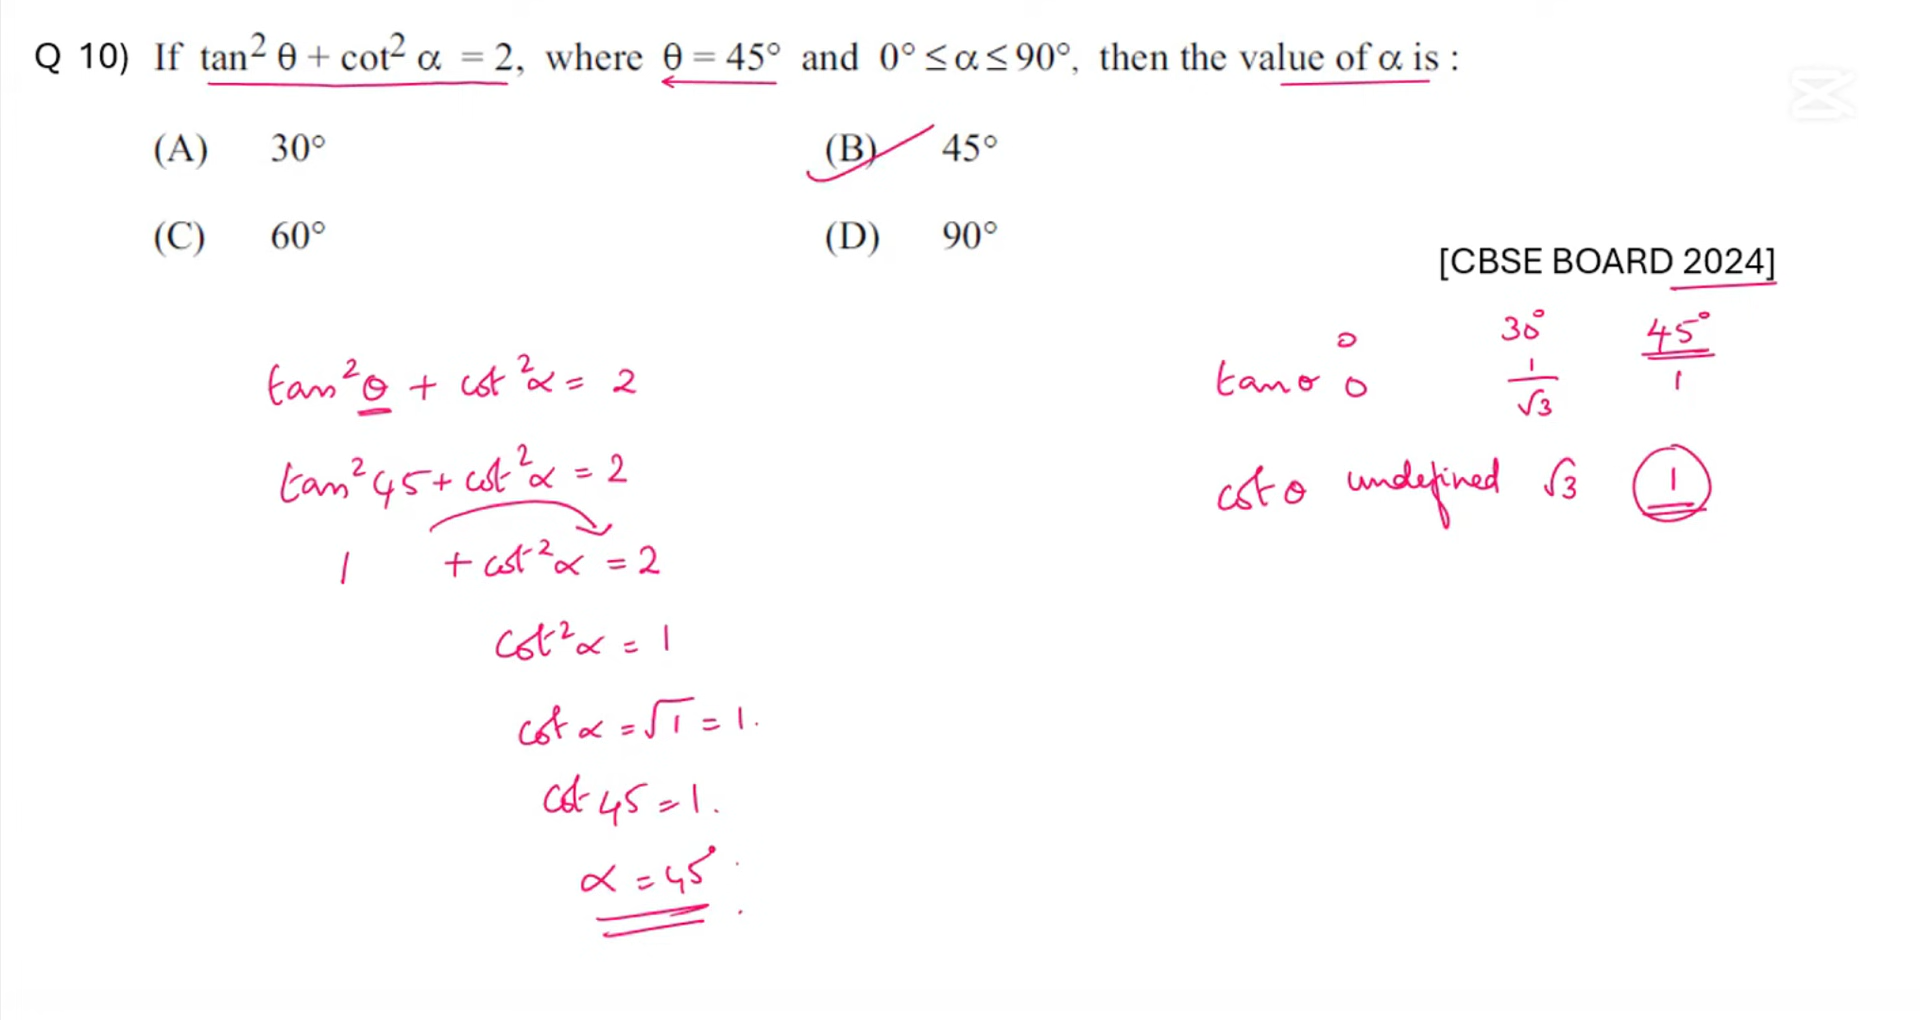 Q 10) If tan² θ + cot² α = 2, where θ = 45° and 0° ≤ α ≤ 90°, then the value of α is :
(A) 30° (B) 45°
(C) 60° (D) 90°
[CBSE BOARD 2024]
tan²θ + cot²α = 2
tan²45 + cot²α = 2
1 + cot²α = 2
cot²α = 1
cot α = √1 = 1.
cot 45 = 1.
α = 45°
0 30° 45°
tan θ 0 1/√3 1
cot θ undefined √3 1